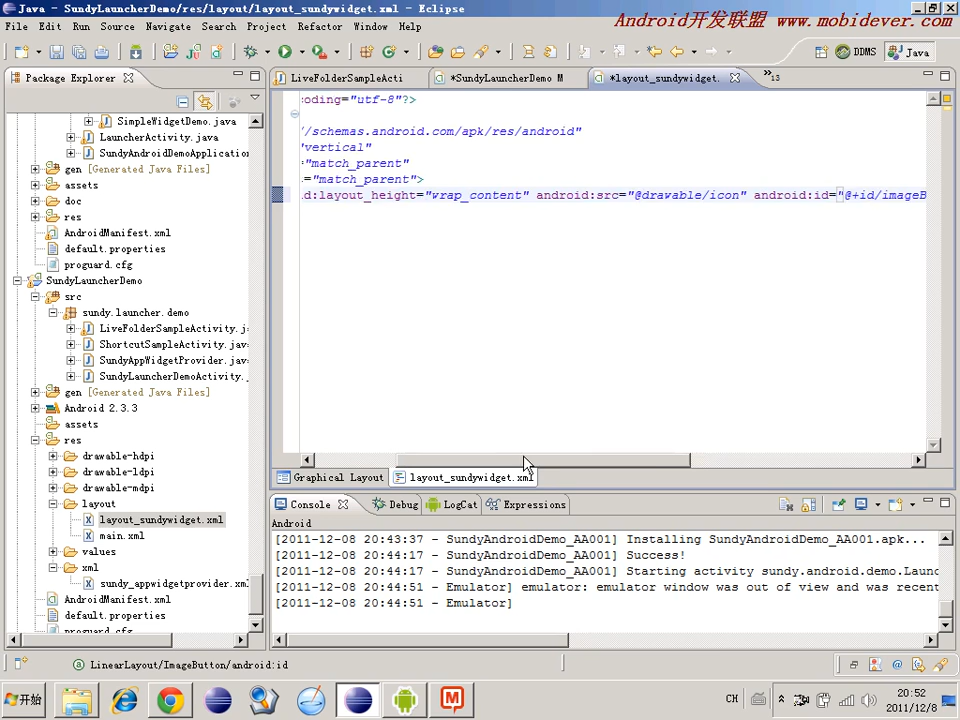 Java - SundyLauncherDemo/res/layout/layout_sundywidget.xml - Eclipse
Android开发联盟 www.mobidever.com
File Edit Run Source Navigate Search Project Refactor Window Help
DDMS Java
Package Explorer
LiveFolderSampleActi *SundyLauncherDemo M *layout_sundywidget. 13
SimpleWidgetDemo.java
LauncherActivity.java
SundyAndroidDemoApplication
gen [Generated Java Files]
assets
doc
res
AndroidManifest.xml
default.properties
proguard.cfg
SundyLauncherDemo
src
sundy.launcher.demo
LiveFolderSampleActivity.j
ShortcutSampleActivity.jav
SundyAppWidgetProvider.jav
SundyLauncherDemoActivity.
gen [Generated Java Files]
Android 2.3.3
assets
res
drawable-hdpi
drawable-ldpi
drawable-mdpi
layout
layout_sundywidget.xml
main.xml
values
xml
sundy_appwidgetprovider.xml
AndroidManifest.xml
default.properties
proguard.cfg
coding="utf-8"?>
'/schemas.android.com/apk/res/android"
"vertical"
="match_parent"
="match_parent">
id:layout_height="wrap_content" android:src="@drawable/icon" android:id="@+id/imageB
Graphical Layout layout_sundywidget.xml
Console Debug LogCat Expressions
Android
[2011-12-08 20:43:37 - SundyAndroidDemo_AA001] Installing SundyAndroidDemo_AA001.apk...
[2011-12-08 20:44:17 - SundyAndroidDemo_AA001] Success!
[2011-12-08 20:44:17 - SundyAndroidDemo_AA001] Starting activity sundy.android.demo.Launc
[2011-12-08 20:44:51 - Emulator] emulator: emulator window was out of view and was recent
[2011-12-08 20:44:51 - Emulator]
LinearLayout/ImageButton/android:id
开始
CH
20:52
2011/12/8